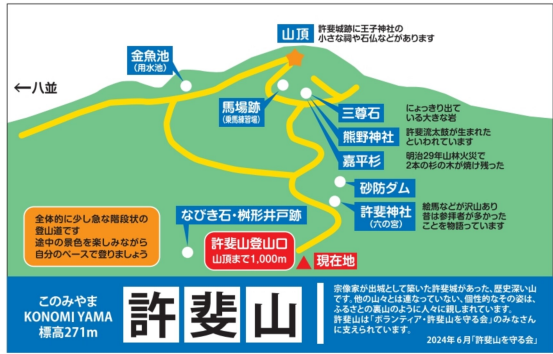 山頂
許斐城跡に王子神社の
小さな祠や石仏などがあります
金魚池
(用水池)
←八並
馬場跡
(乗馬練習場)
三尊石
にょっきり出て
いる大きな岩
熊野神社
許斐流太鼓が生まれた
といわれています
嘉平杉
明治29年山林火災で
2本の杉の木が焼け残った
砂防ダム
なびき石・桝形井戸跡
許斐神社
(六の宮)
絵馬などが沢山あり
昔は参拝者が多かった
ことを物語っています
全体的に少し急な階段状の
登山道です
途中の景色を楽しみながら
自分のペースで登りましょう
許斐山登山口
山頂まで1,000m
現在地
このみやま
KONOMI YAMA
標高271m
許斐山
宗像家が出城として築いた許斐城があった、歴史深い山
です。他の山々とは連なっていない、個性的なその姿は、
ふるさとの裏山のように人々に親しまれています。
許斐山は「ボランティア・許斐山を守る会」のみなさん
に支えられています。
2024年6月「許斐山を守る会」